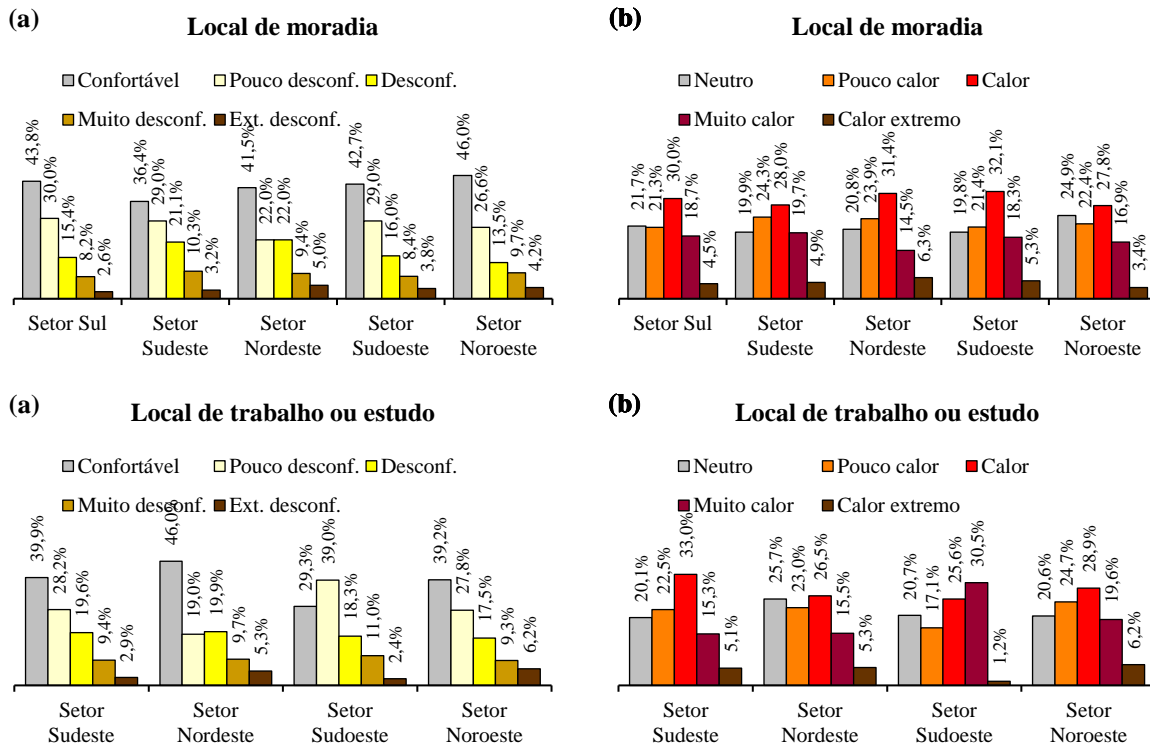 (a)
Local de moradia
Confortável Pouco desconf. Desconf.
Muito desconf. Ext. desconf.
43,8% 30,0% 15,4% 8,2% 2,6%
36,4% 29,0% 21,1% 10,3% 3,2%
41,5% 22,0% 22,0% 9,4% 5,0%
42,7% 29,0% 16,0% 8,4% 3,8%
46,0% 26,6% 13,5% 9,7% 4,2%
Setor Sul Setor Setor Setor Setor
Sudeste Nordeste Sudoeste Noroeste
(b)
Local de moradia
Neutro Pouco calor Calor
Muito calor Calor extremo
21,7% 21,3% 30,0% 18,7% 4,5%
19,9% 24,3% 28,0% 19,7% 4,9%
20,8% 23,9% 31,4% 14,5% 6,3%
19,8% 21,4% 32,1% 18,3% 5,3%
24,9% 22,4% 27,8% 16,9% 3,4%
Setor Sul Setor Setor Setor Setor
Sudeste Nordeste Sudoeste Noroeste
(a)
Local de trabalho ou estudo
Confortável Pouco desconf. Desconf.
Muito desconf. Ext. desconf.
39,9% 28,2% 19,6% 9,4% 2,9%
46,0% 19,0% 19,9% 9,7% 5,3%
29,3% 39,0% 18,3% 11,0% 2,4%
39,2% 27,8% 17,5% 9,3% 6,2%
Setor Setor Setor Setor
Sudeste Nordeste Sudoeste Noroeste
(b)
Local de trabalho ou estudo
Neutro Pouco calor Calor
Muito calor Calor extremo
20,1% 22,5% 33,0% 15,3% 5,1%
25,7% 23,0% 26,5% 15,5% 5,3%
20,7% 17,1% 25,6% 30,5% 1,2%
20,6% 24,7% 28,9% 19,6% 6,2%
Setor Setor Setor Setor
Sudeste Nordeste Sudoeste Noroeste